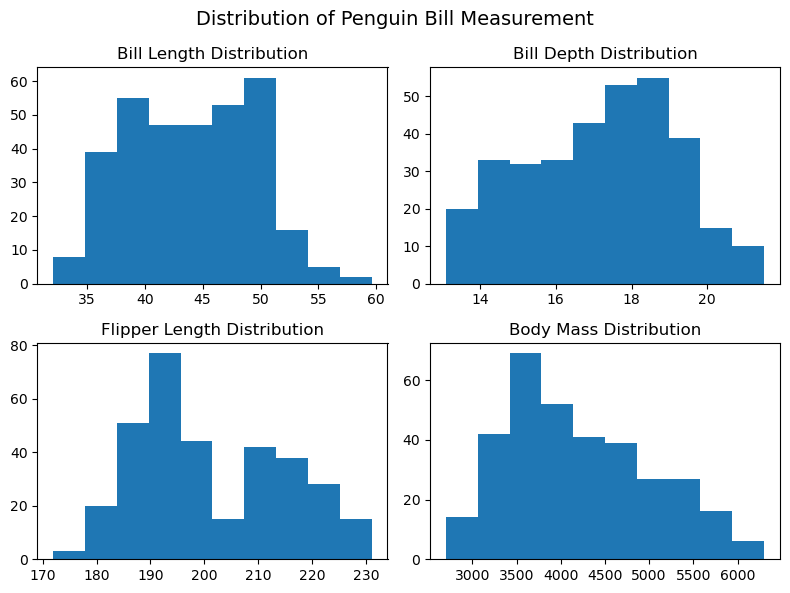 Distribution of Penguin Bill Measurement
Bill Length Distribution
60
50
40
30
20
10
0
35 40 45 50 55 60
Bill Depth Distribution
50
40
30
20
10
0
14 16 18 20
Flipper Length Distribution
80
60
40
20
0
170 180 190 200 210 220 230
Body Mass Distribution
60
40
20
0
3000 3500 4000 4500 5000 5500 6000